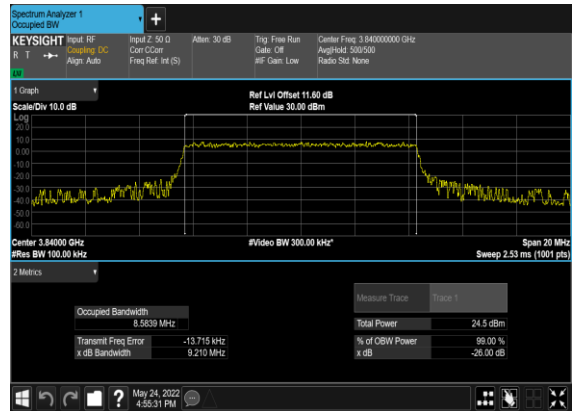 Spectrum Analyzer 1
Occupied BW
+
KEYSIGHT Input: RF Input Z: 50 Ω Atten: 30 dB Trig: Free Run Center Freq: 3.840000000 GHz
R T Coupling: DC Corr CCorr Gate: Off Avg|Hold: 500/500
Align: Auto Freq Ref: Int (S) #IF Gain: Low Radio Std: None
1 Graph
Ref Lvl Offset 11.60 dB
Scale/Div 10.0 dB Ref Value 30.00 dBm
Log
20.0
10.0
0.00
-10.0
-20.0
-30.0
-40.0
-50.0
-60.0
Center 3.84000 GHz #Video BW 300.00 kHz* Span 20 MHz
#Res BW 100.00 kHz Sweep 2.53 ms (1001 pts)
2 Metrics
Measure Trace Trace 1
Occupied Bandwidth
8.5839 MHz Total Power 24.5 dBm
Transmit Freq Error -13.715 kHz % of OBW Power 99.00 %
x dB Bandwidth 9.210 MHz x dB -26.00 dB
? May 24, 2022
4:55:31 PM